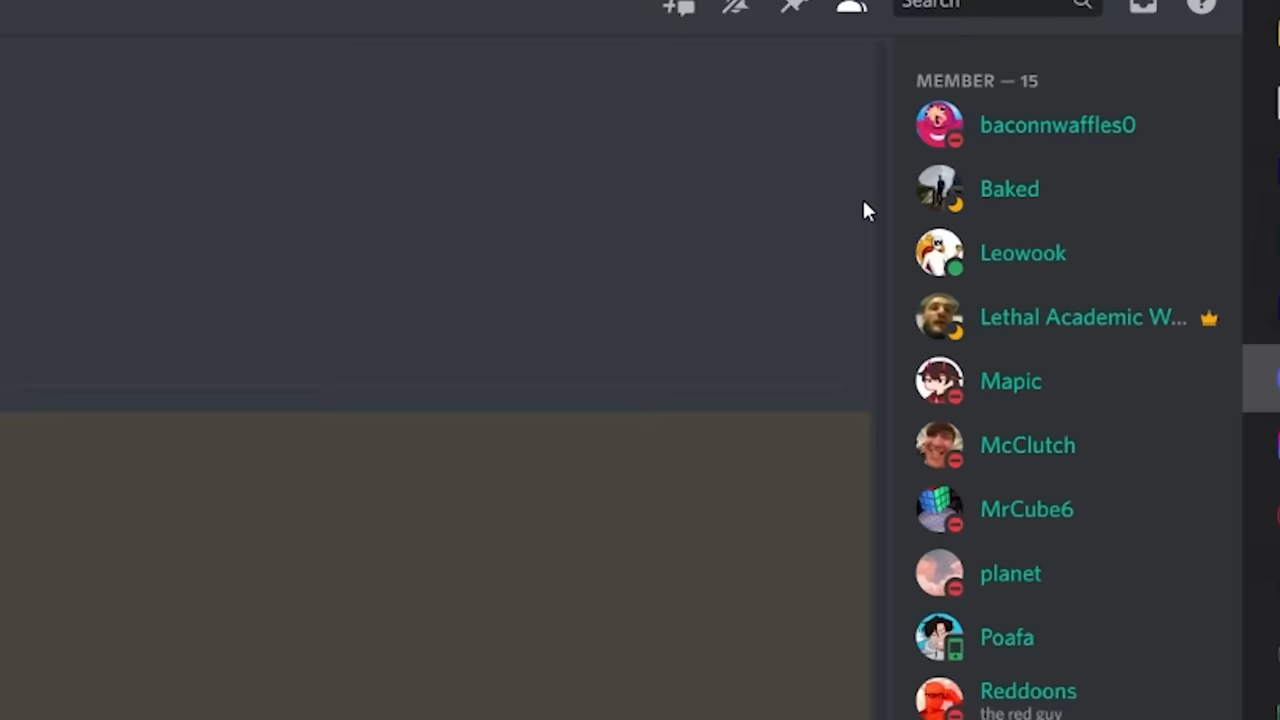 Search
MEMBER — 15
baconnwaffles0
Baked
Leowook
Lethal Academic W...
Mapic
McClutch
MrCube6
planet
Poafa
Reddoons
the red guy